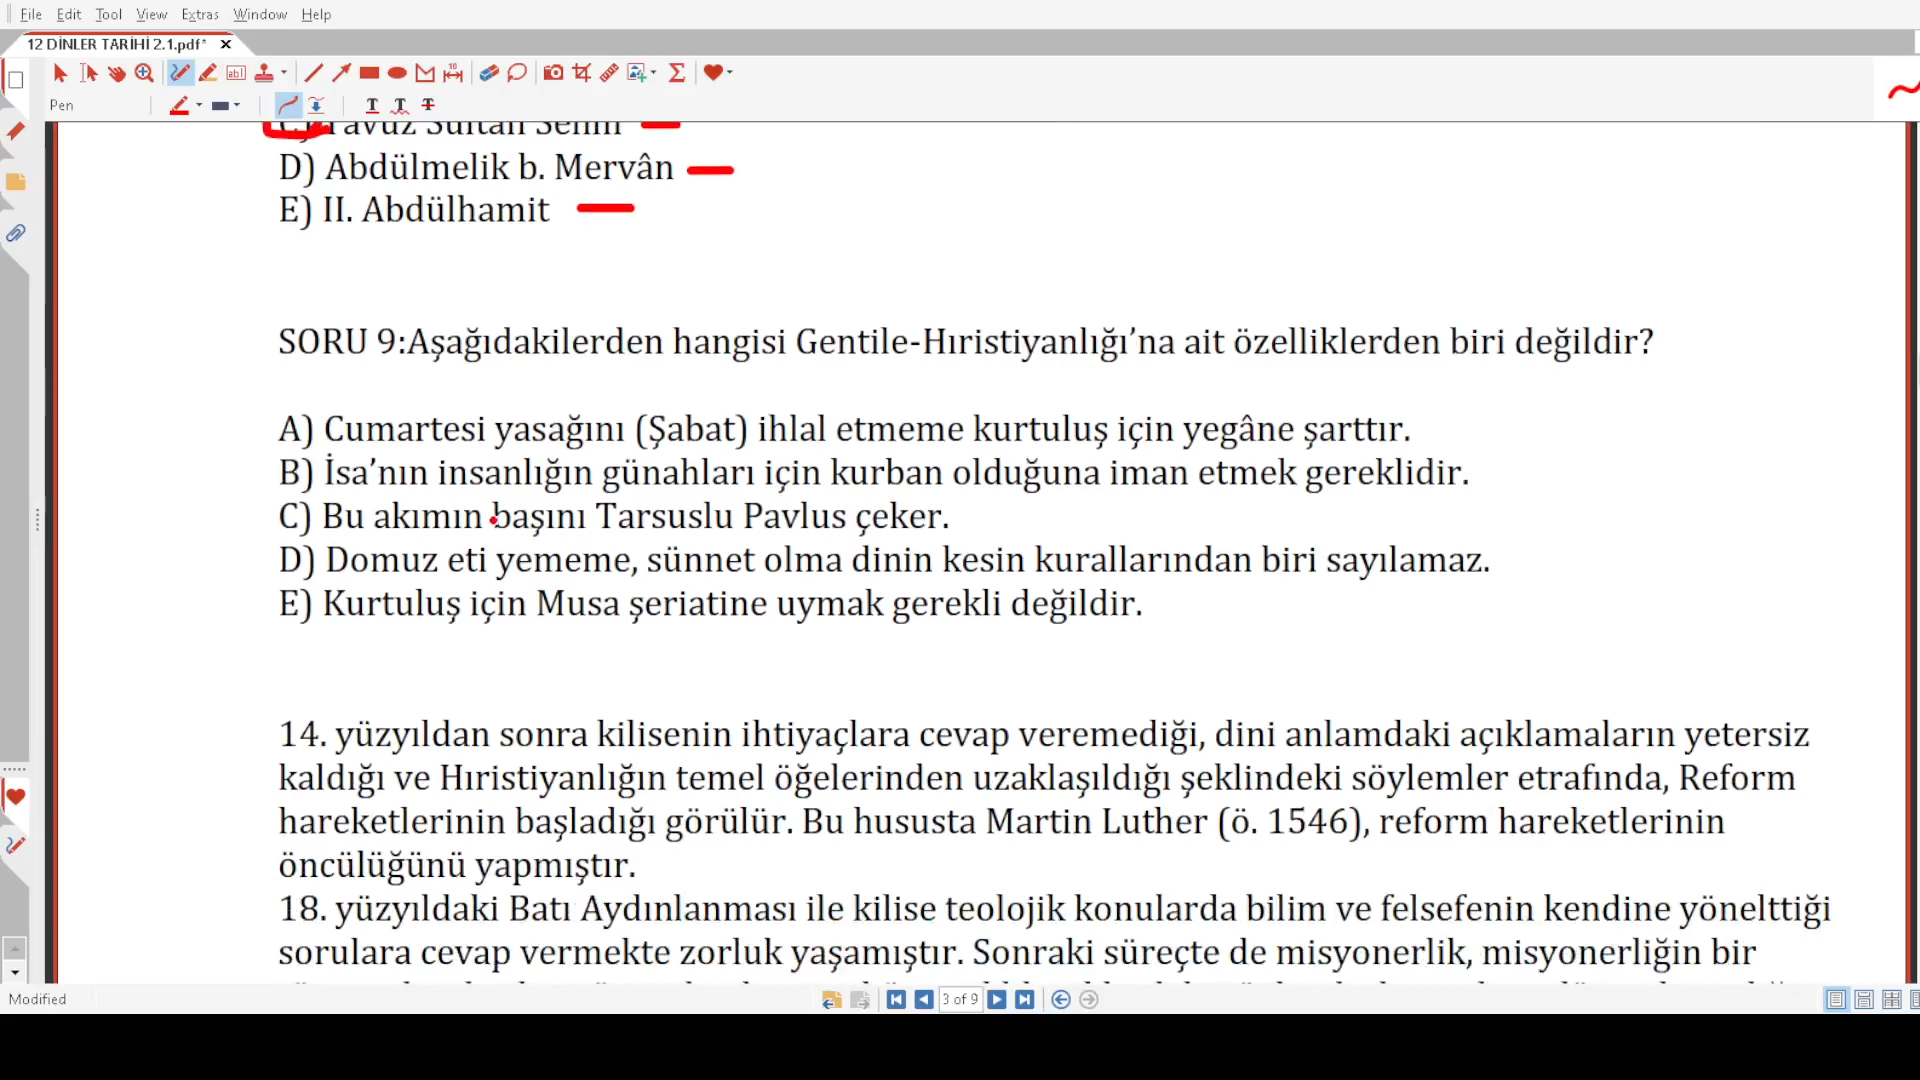 File Edit Tool View Extras Window Help
12 DİNLER TARİHİ 2.1.pdf*
Pen
C) Yavuz Sultan Selim
D) Abdülmelik b. Mervân
E) II. Abdülhamit
SORU 9:Aşağıdakilerden hangisi Gentile-Hıristiyanlığı’na ait özelliklerden biri değildir?
A) Cumartesi yasağını (Şabat) ihlal etmeme kurtuluş için yegâne şarttır.
B) İsa’nın insanlığın günahları için kurban olduğuna iman etmek gereklidir.
C) Bu akımın başını Tarsuslu Pavlus çeker.
D) Domuz eti yememe, sünnet olma dinin kesin kurallarından biri sayılamaz.
E) Kurtuluş için Musa şeriatine uymak gerekli değildir.
14. yüzyıldan sonra kilisenin ihtiyaçlara cevap veremediği, dini anlamdaki açıklamaların yetersiz
kaldığı ve Hıristiyanlığın temel öğelerinden uzaklaşıldığı şeklindeki söylemler etrafında, Reform
hareketlerinin başladığı görülür. Bu hususta Martin Luther (ö. 1546), reform hareketlerinin
öncülüğünü yapmıştır.
18. yüzyıldaki Batı Aydınlanması ile kilise teolojik konularda bilim ve felsefenin kendine yönelttiği
sorulara cevap vermekte zorluk yaşamıştır. Sonraki süreçte de misyonerlik, misyonerliğin bir
Modified
3 of 9